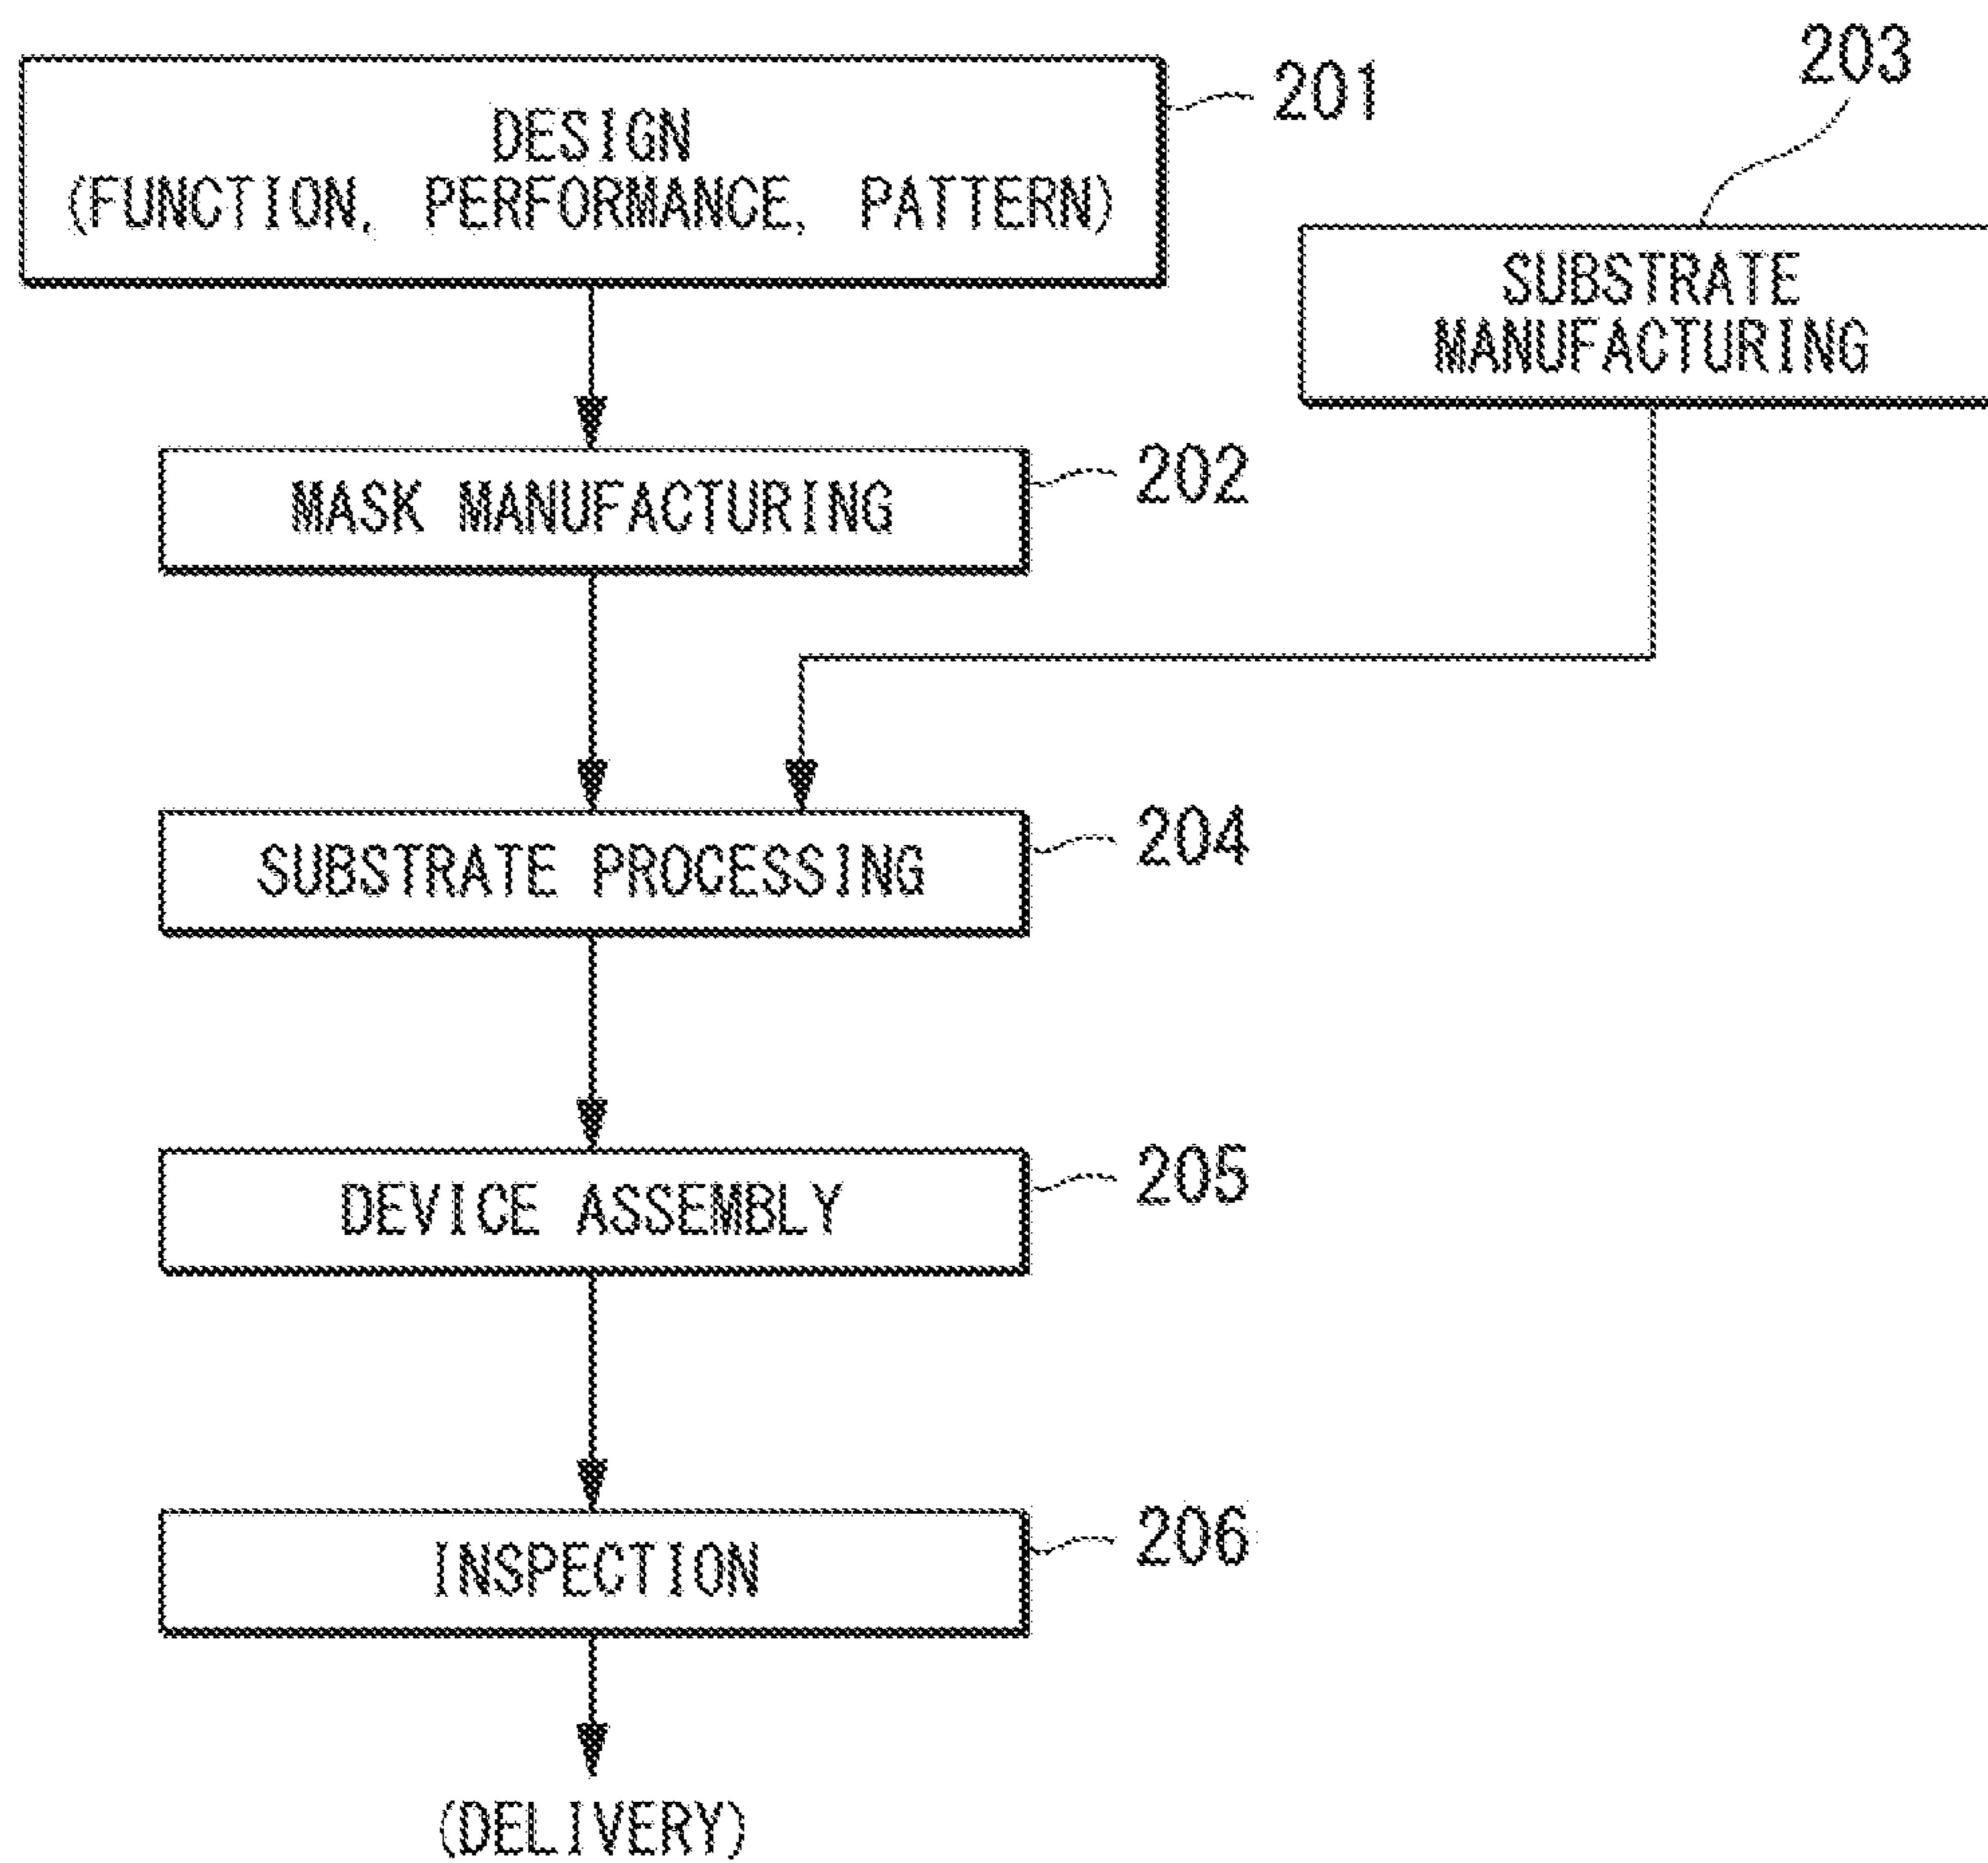 DESIGN
(FUNCTION, PERFORMANCE, PATTERN)
201
203
SUBSTRATE
MANUFACTURING
MASK MANUFACTURING
202
SUBSTRATE PROCESSING
204
DEVICE ASSEMBLY
205
INSPECTION
206
(DELIVERY)